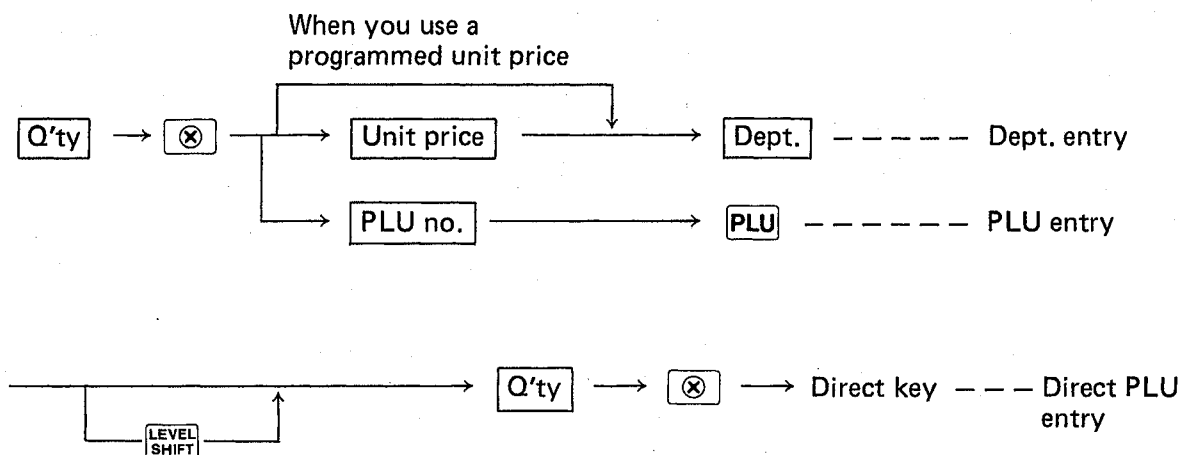 When you use a
programmed unit price
Q'ty ⊗ Unit price Dept. Dept. entry
PLU no. PLU PLU entry
Q'ty ⊗ Direct key Direct PLU
entry
LEVEL
SHIFT